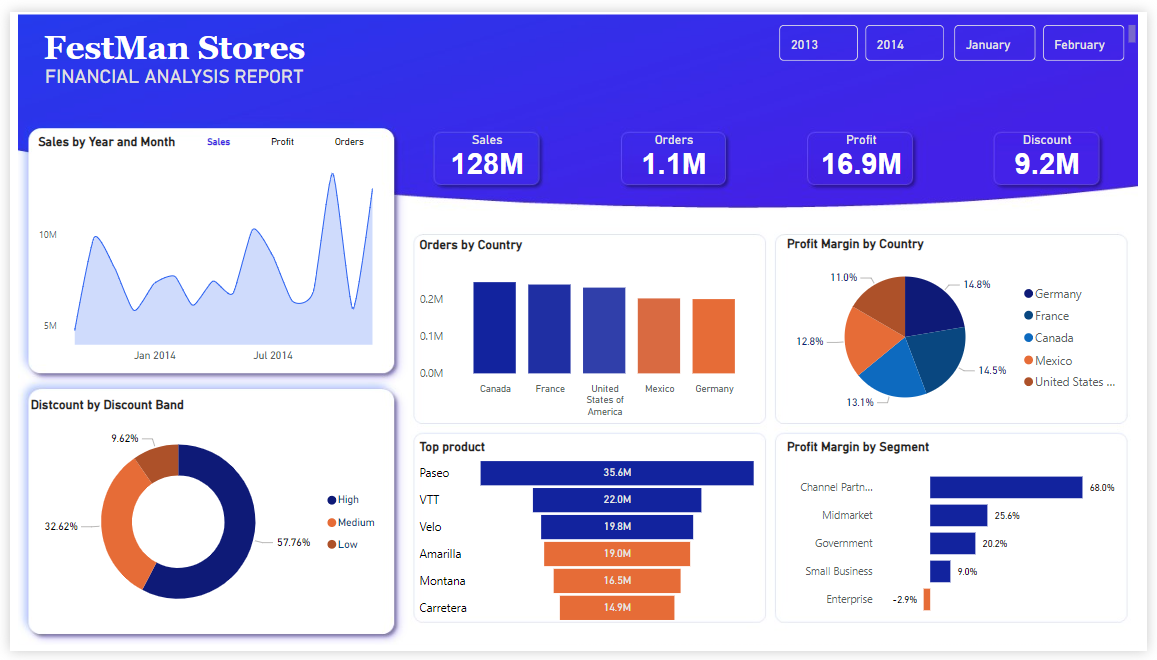 FestMan Stores
FINANCIAL ANALYSIS REPORT
2013
2014
January
February
Sales by Year and Month
Sales
Profit
Orders
10M
5M
Jan 2014
Jul 2014
Sales
128M
Orders
1.1M
Profit
16.9M
Discount
9.2M
Orders by Country
0.2M
0.1M
0.0M
Canada
France
United
States of
America
Mexico
Germany
Profit Margin by Country
11.0%
14.8%
12.8%
14.5%
13.1%
Germany
France
Canada
Mexico
United States ...
Distcount by Discount Band
9.62%
32.62%
57.76%
High
Medium
Low
Top product
Paseo 35.6M
VTT 22.0M
Velo 19.8M
Amarilla 19.0M
Montana 16.5M
Carretera 14.9M
Profit Margin by Segment
Channel Partn... 68.0%
Midmarket 25.6%
Government 20.2%
Small Business 9.0%
Enterprise -2.9%